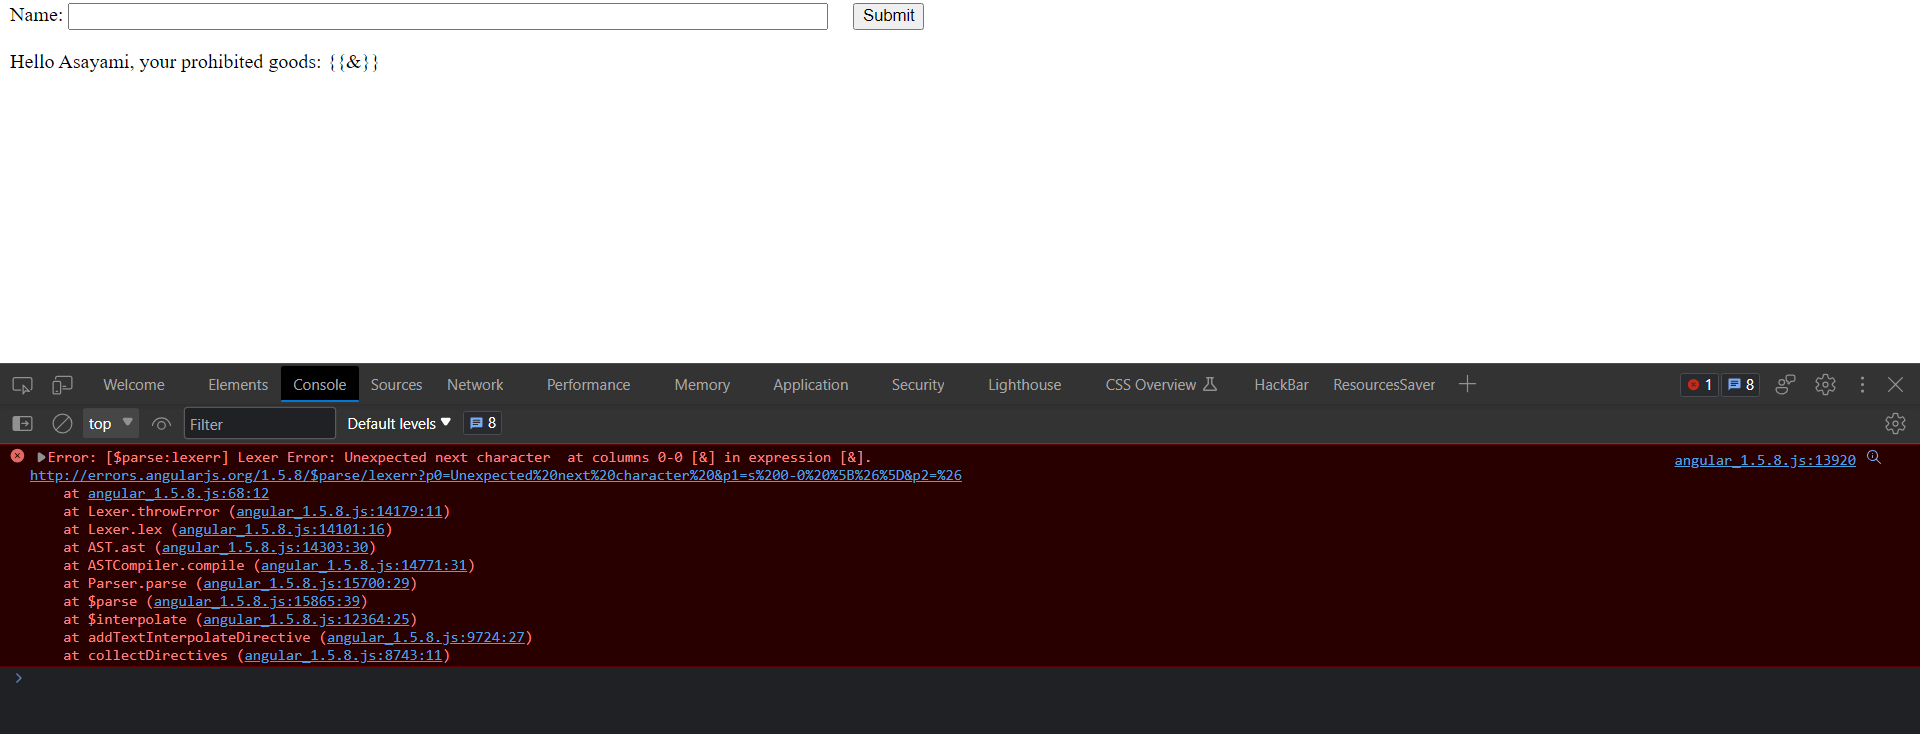 Name: Submit
Hello Asayami, your prohibited goods: {{&}}
Welcome Elements Console Sources Network Performance Memory Application Security Lighthouse CSS Overview HackBar ResourcesSaver 1 8
top Filter Default levels 8
Error: [$parse:lexerr] Lexer Error: Unexpected next character  at columns 0-0 [&] in expression [&]. angular_1.5.8.js:13920
http://errors.angularjs.org/1.5.8/$parse/lexerr?p0=Unexpected%20next%20character%20&p1=s%200-0%20%5B%26%5D&p2=%26
at angular_1.5.8.js:68:12
at Lexer.throwError (angular_1.5.8.js:14179:11)
at Lexer.lex (angular_1.5.8.js:14101:16)
at AST.ast (angular_1.5.8.js:14303:30)
at ASTCompiler.compile (angular_1.5.8.js:14771:31)
at Parser.parse (angular_1.5.8.js:15700:29)
at $parse (angular_1.5.8.js:15865:39)
at $interpolate (angular_1.5.8.js:12364:25)
at addTextInterpolateDirective (angular_1.5.8.js:9724:27)
at collectDirectives (angular_1.5.8.js:8743:11)